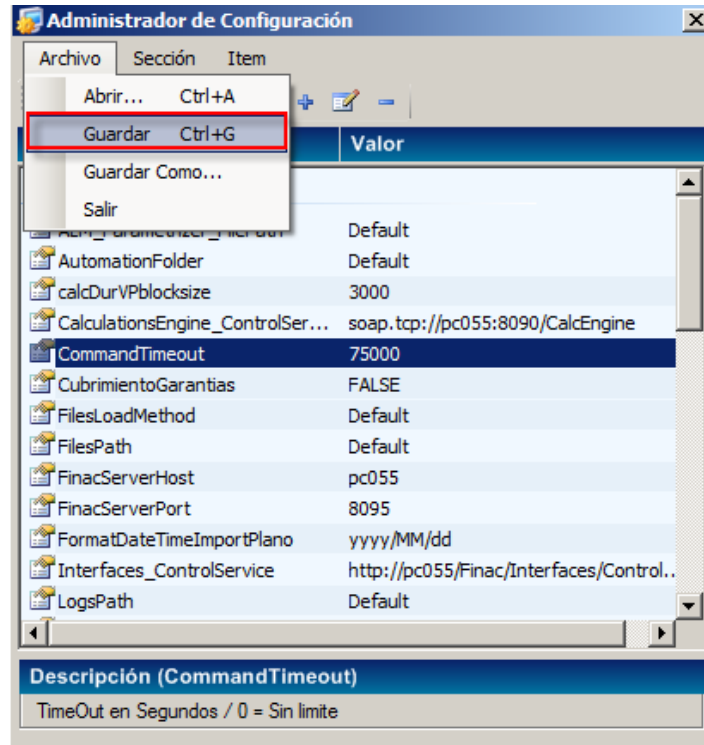 Administrador de Configuración
Archivo Sección Item
Abrir... Ctrl+A
Guardar Ctrl+G
Guardar Como...
Salir
Valor
Default
AutomationFolder Default
calcDurVPblocksize 3000
CalculationsEngine_ControlSer... soap.tcp://pc055:8090/CalcEngine
CommandTimeout 75000
CubrimientoGarantias FALSE
FilesLoadMethod Default
FilesPath Default
FinacServerHost pc055
FinacServerPort 8095
FormatDateTimeImportPlano yyyy/MM/dd
Interfaces_ControlService http://pc055/Finac/Interfaces/Control..
LogsPath Default
Descripción (CommandTimeout)
TimeOut en Segundos / 0 = Sin limite